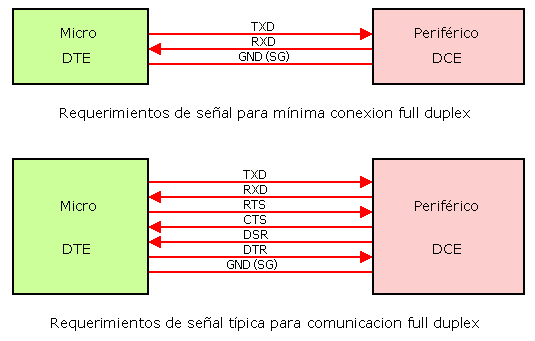 Micro
DTE
TXD
RXD
GND(SG)
Periférico
DCE
Requerimientos de señal para mínima conexion full duplex
Micro
DTE
TXD
RXD
RTS
CTS
DSR
DTR
GND(SG)
Periférico
DCE
Requerimientos de señal típica para comunicacion full duplex